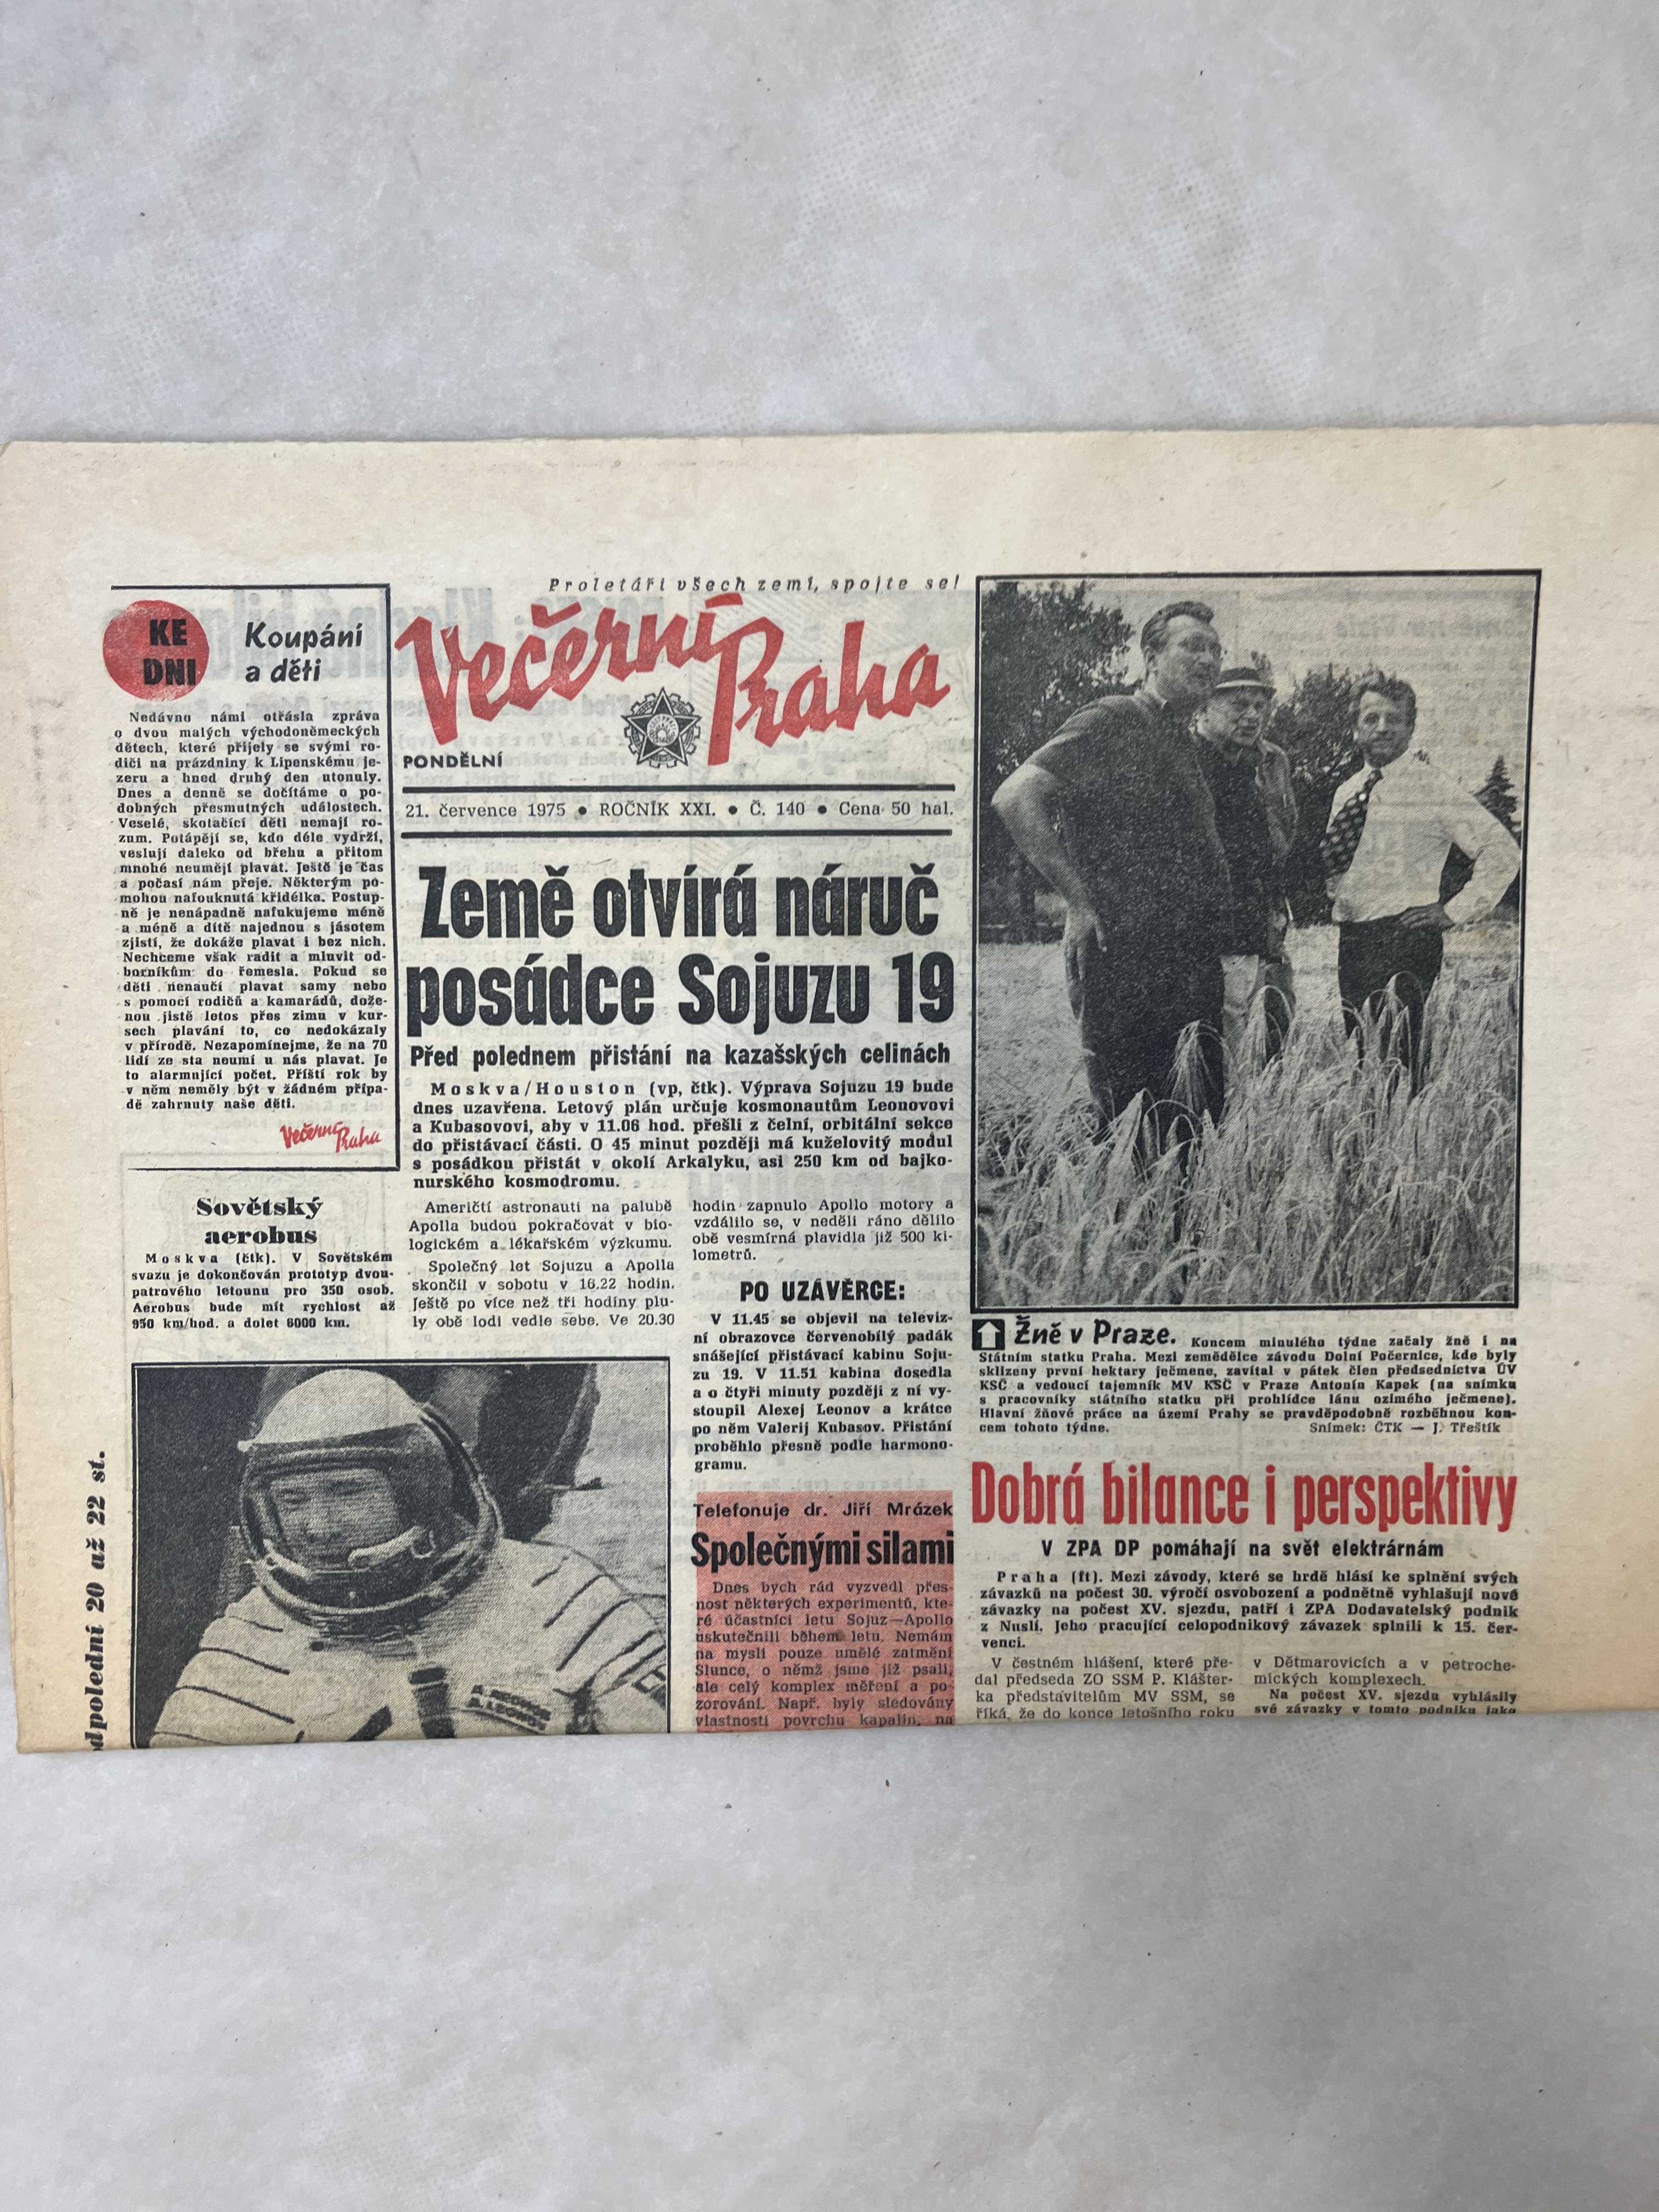 Proletáři všech zemí, spojte se!
Večerní
Praha
PONDĚLNÍ
21. července 1975 • ROČNÍK XXI. • Č. 140 • Cena 50 hal.
KE
DNI
Koupání
a děti
Nedávno námi otřásla zpráva
o dvou malých východoněmeckých
dětech, které přijely se svými ro-
diči na prázdniny k Lipenskému je-
zeru a hned druhý den utonuly.
Dnes a denně se dočítáme o po-
dobných přesmutných událostech.
Veselé, skotačící děti nemají ro-
zum. Potápějí se, kdo déle vydrží,
veslují daleko od břehu a přitom
mnohé neumějí plavat. Ještě je čas
a počasí nám přeje. Některým po-
mohou nafouknutá křidélka. Postup-
ně je nenápadně nafukujeme méně
a méně a dítě najednou s jásotem
zjistí, že dokáže plavat i bez nich.
Nechceme však radit a mluvit od-
borníkům do řemesla. Pokud se
děti nenaučí plavat samy nebo
s pomocí rodičů a kamarádů, dože-
nou jistě letos přes zimu v kur-
sech plavání to, co nedokázaly
v přírodě. Nezapomínejme, že na 70
lidí ze sta neumí u nás plavat. Je
to alarmující počet. Příští rok by
v něm neměly být v žádném přípa-
dě zahrnuty naše děti.
Večerní Praha
Sovětský
aerobus
Moskva (čtk). V Sovětském
svazu je dokončován prototyp dvou-
patrového letounu pro 350 osob.
Aerobus bude mít rychlost až
950 km/hod. a dolet 6000 km.
Země otvírá náruč
posádce Sojuzu 19
Před polednem přistání na kazašských celinách
Moskva/Houston (vp, čtk). Výprava Sojuzu 19 bude
dnes uzavřena. Letový plán určuje kosmonautům Leonovovi
a Kubasovovi, aby v 11.06 hod. přešli z čelní, orbitální sekce
do přistávací části. O 45 minut později má kuželovitý modul
s posádkou přistát v okolí Arkalyku, asi 250 km od bajko-
nurského kosmodromu.
Američtí astronauti na palubě
Apolla budou pokračovat v bio-
logickém a lékařském výzkumu.
Společný let Sojuzu a Apolla
skončil v sobotu v 16.22 hodin.
Ještě po více než tři hodiny plu-
ly obě lodi vedle sebe. Ve 20.30
hodin zapnulo Apollo motory a
vzdálilo se, v neděli ráno dělilo
obě vesmírná plavidla již 500 ki-
lometrů.
PO UZÁVĚRCE:
V 11.45 se objevil na televiz-
ní obrazovce červenobílý padák
snášející přistávací kabinu Soju-
zu 19. V 11.51 kabina dosedla
a o čtyři minuty později z ní vy-
stoupil Alexej Leonov a krátce
po něm Valerij Kubasov. Přistání
proběhlo přesně podle harmono-
gramu.
Telefonuje dr. Jiří Mrázek
Společnými silami
Dnes bych rád vyzvedl přes-
nost některých experimentů, kte-
ré účastníci letu Sojuz—Apollo
uskutečnili během letu. Nemám
na mysli pouze umělé zatmění
Slunce, o němž jsme již psali,
ale celý komplex měření a po-
zorování. Např. byly sledovány
vlastnosti povrchu kapalin, na
Žně v Praze. Koncem minulého týdne začaly žně i na
Státním statku Praha. Mezi zemědělce závodu Dolní Počernice, kde byly
sklizeny první hektary ječmene, zavítal v pátek člen předsednictva ÚV
KSČ a vedoucí tajemník MV KSČ v Praze Antonín Kapek (na snímku
s pracovníky státního statku při prohlídce lánu ozimého ječmene).
Hlavní žňové práce na území Prahy se pravděpodobně rozběhnou kon-
cem tohoto týdne. Snímek: ČTK — J. Třeštík
Dobrá bilance i perspektivy
V ZPA DP pomáhají na svět elektrárnám
Praha (ft). Mezi závody, které se hrdě hlásí ke splnění svých
závazků na počest 30. výročí osvobození a podnětně vyhlašují nové
závazky na počest XV. sjezdu, patří i ZPA Dodavatelský podnik
z Nuslí. Jeho pracující celopodnikový závazek splnili k 15. čer-
venci.
V čestném hlášení, které pře-
dal předseda ZO SSM P. Klášter-
ka představitelům MV SSM, se
říká, že do konce letošního roku
v Dětmarovicích a v petroche-
mických komplexech.
Na počest XV. sjezdu vyhlásily
své závazky v tomto podniku jako
dpolední 20 až 22 st.